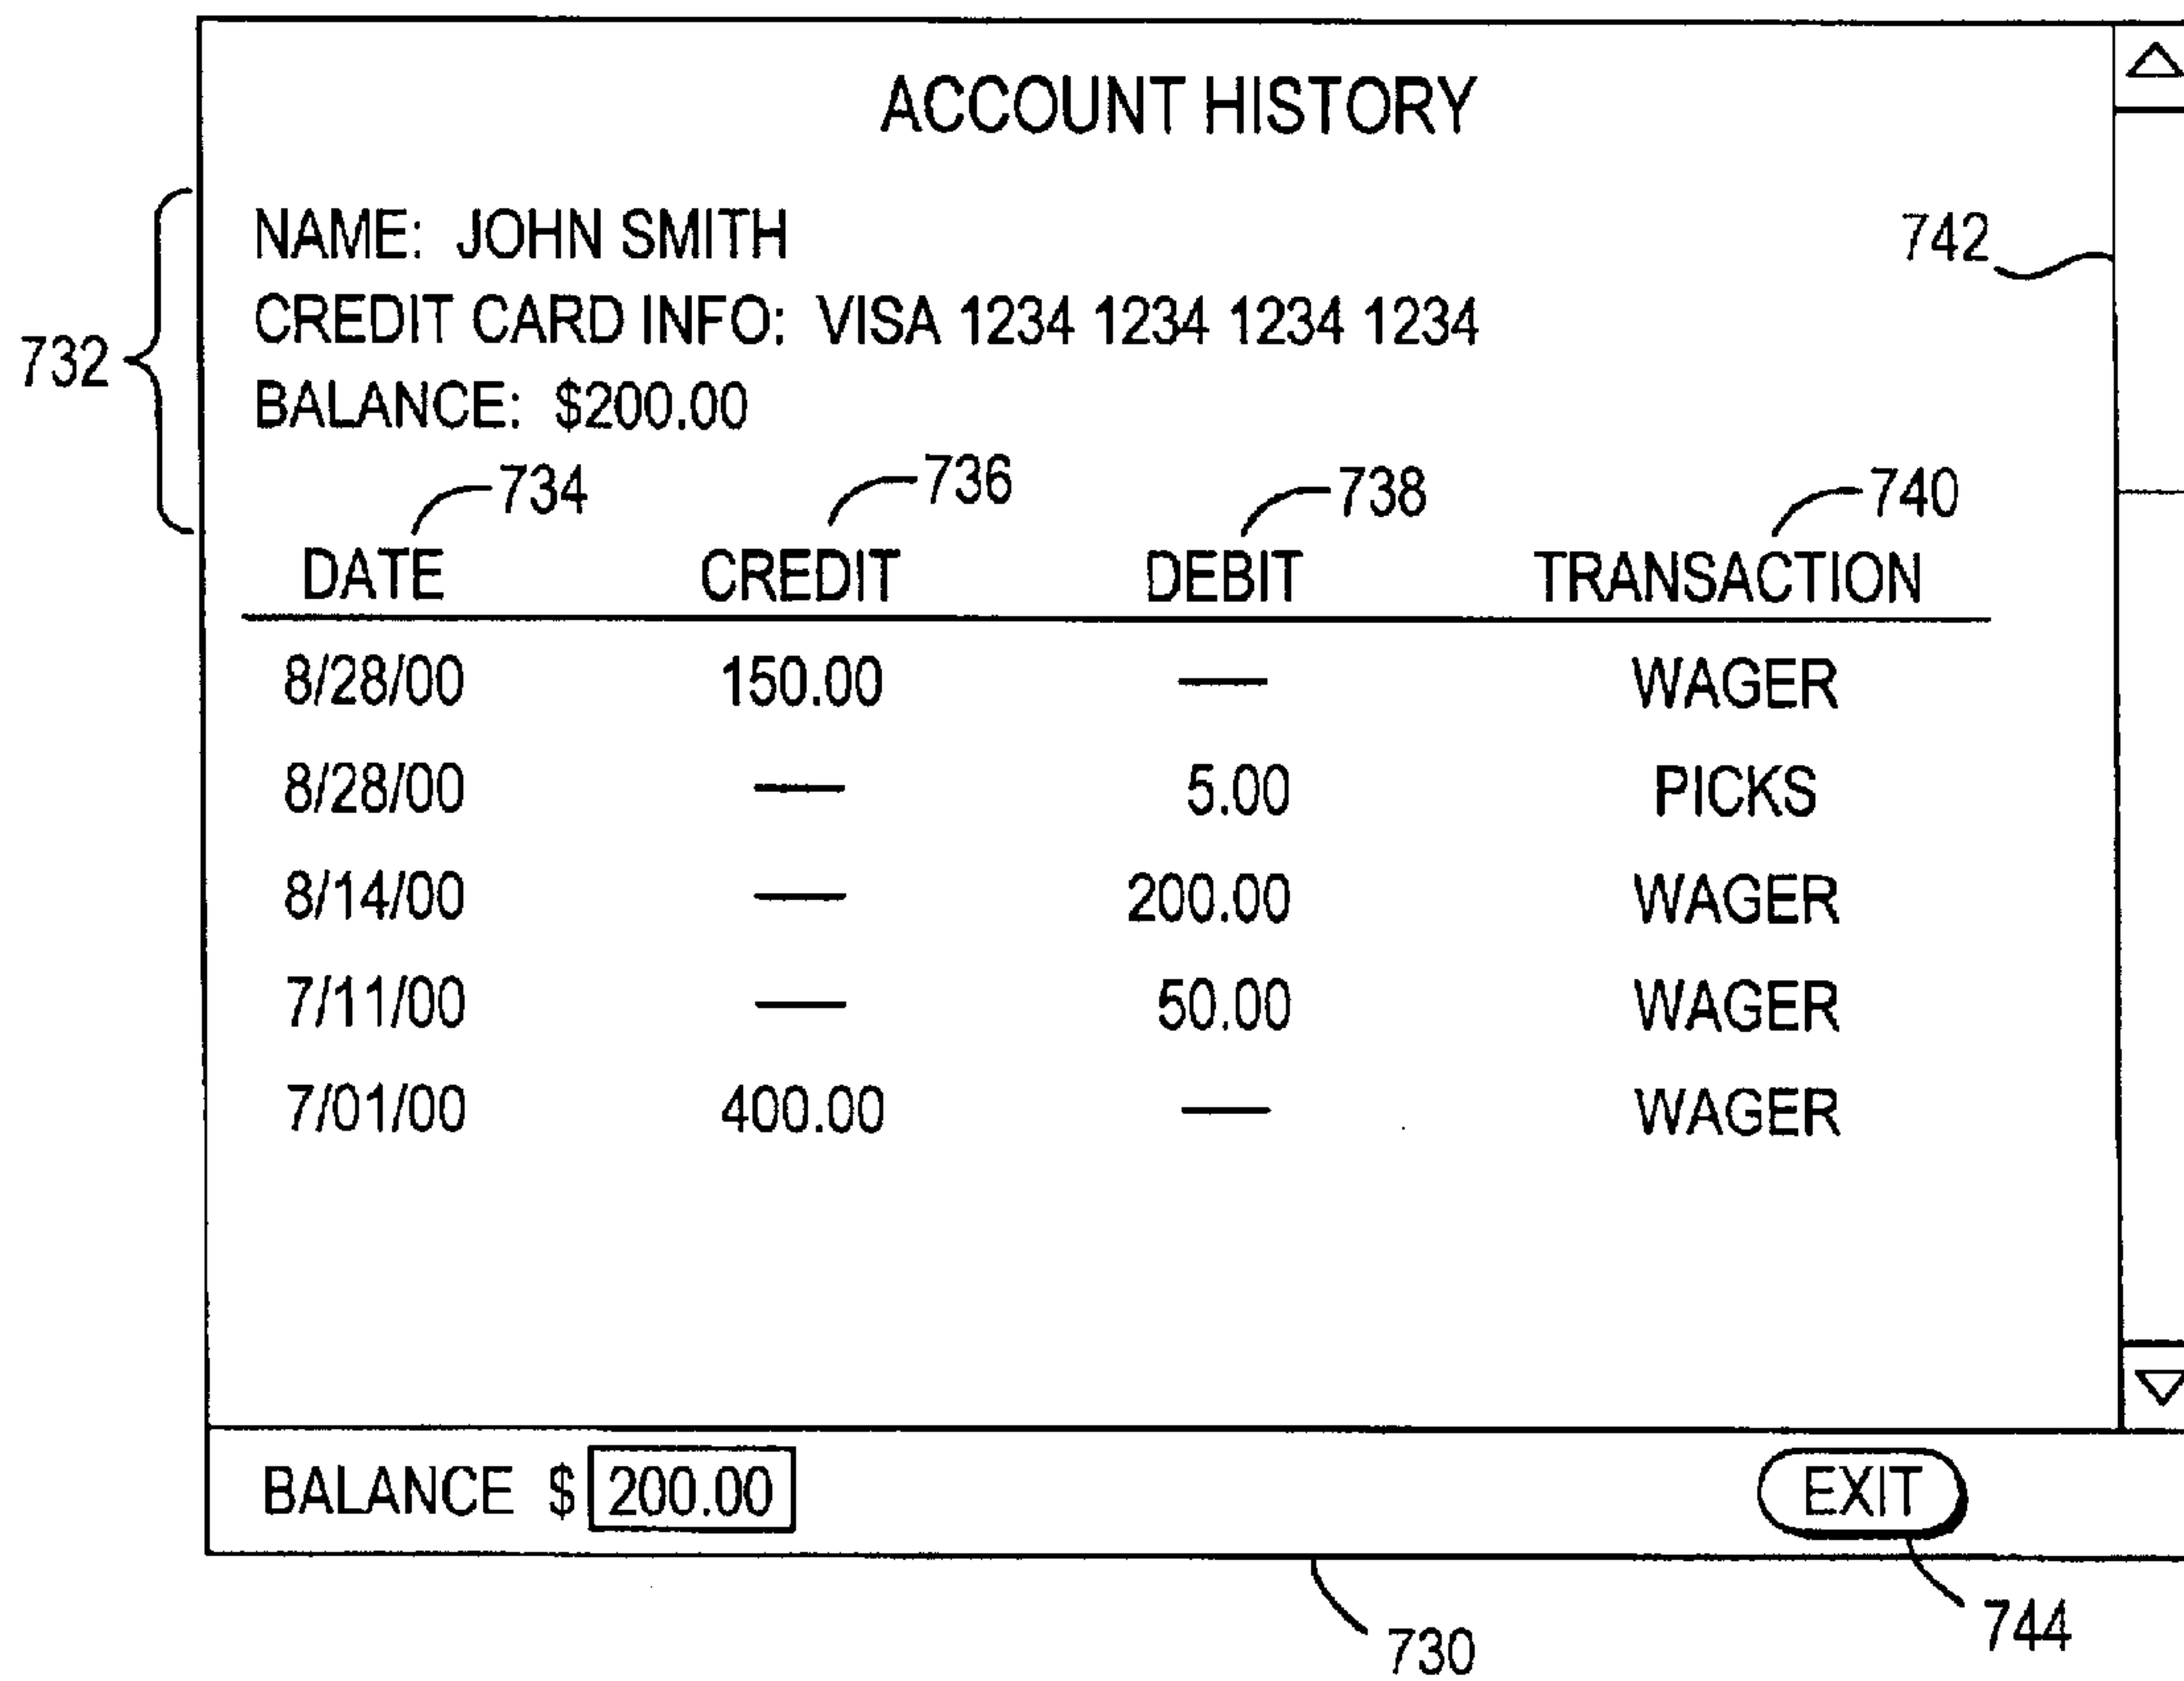 ACCOUNT HISTORY
NAME: JOHN SMITH
742
CREDIT CARD INFO: VISA 1234 1234 1234 1234
732
BALANCE: $200.00
734 736 738 740
DATE CREDIT DEBIT TRANSACTION
8/28/00 150.00 — WAGER
8/28/00 — 5.00 PICKS
8/14/00 — 200.00 WAGER
7/11/00 — 50.00 WAGER
7/01/00 400.00 — WAGER
BALANCE $ 200.00 EXIT
730 744